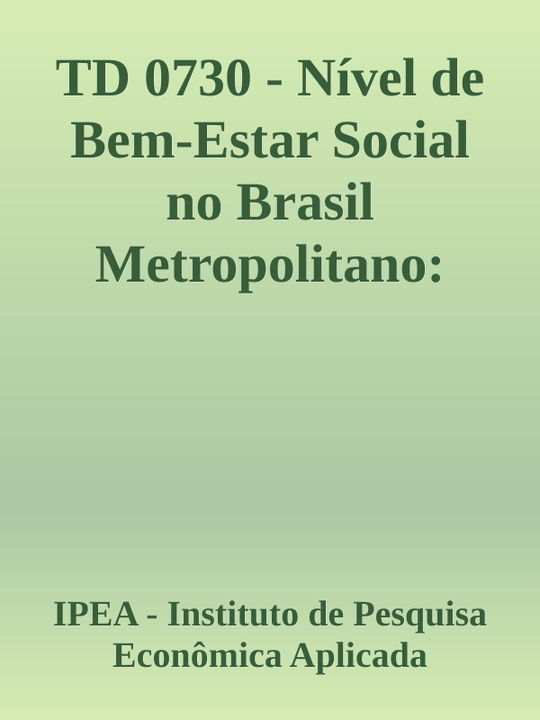 TD 0730 - Nível de
Bem-Estar Social
no Brasil
Metropolitano:
IPEA - Instituto de Pesquisa
Econômica Aplicada